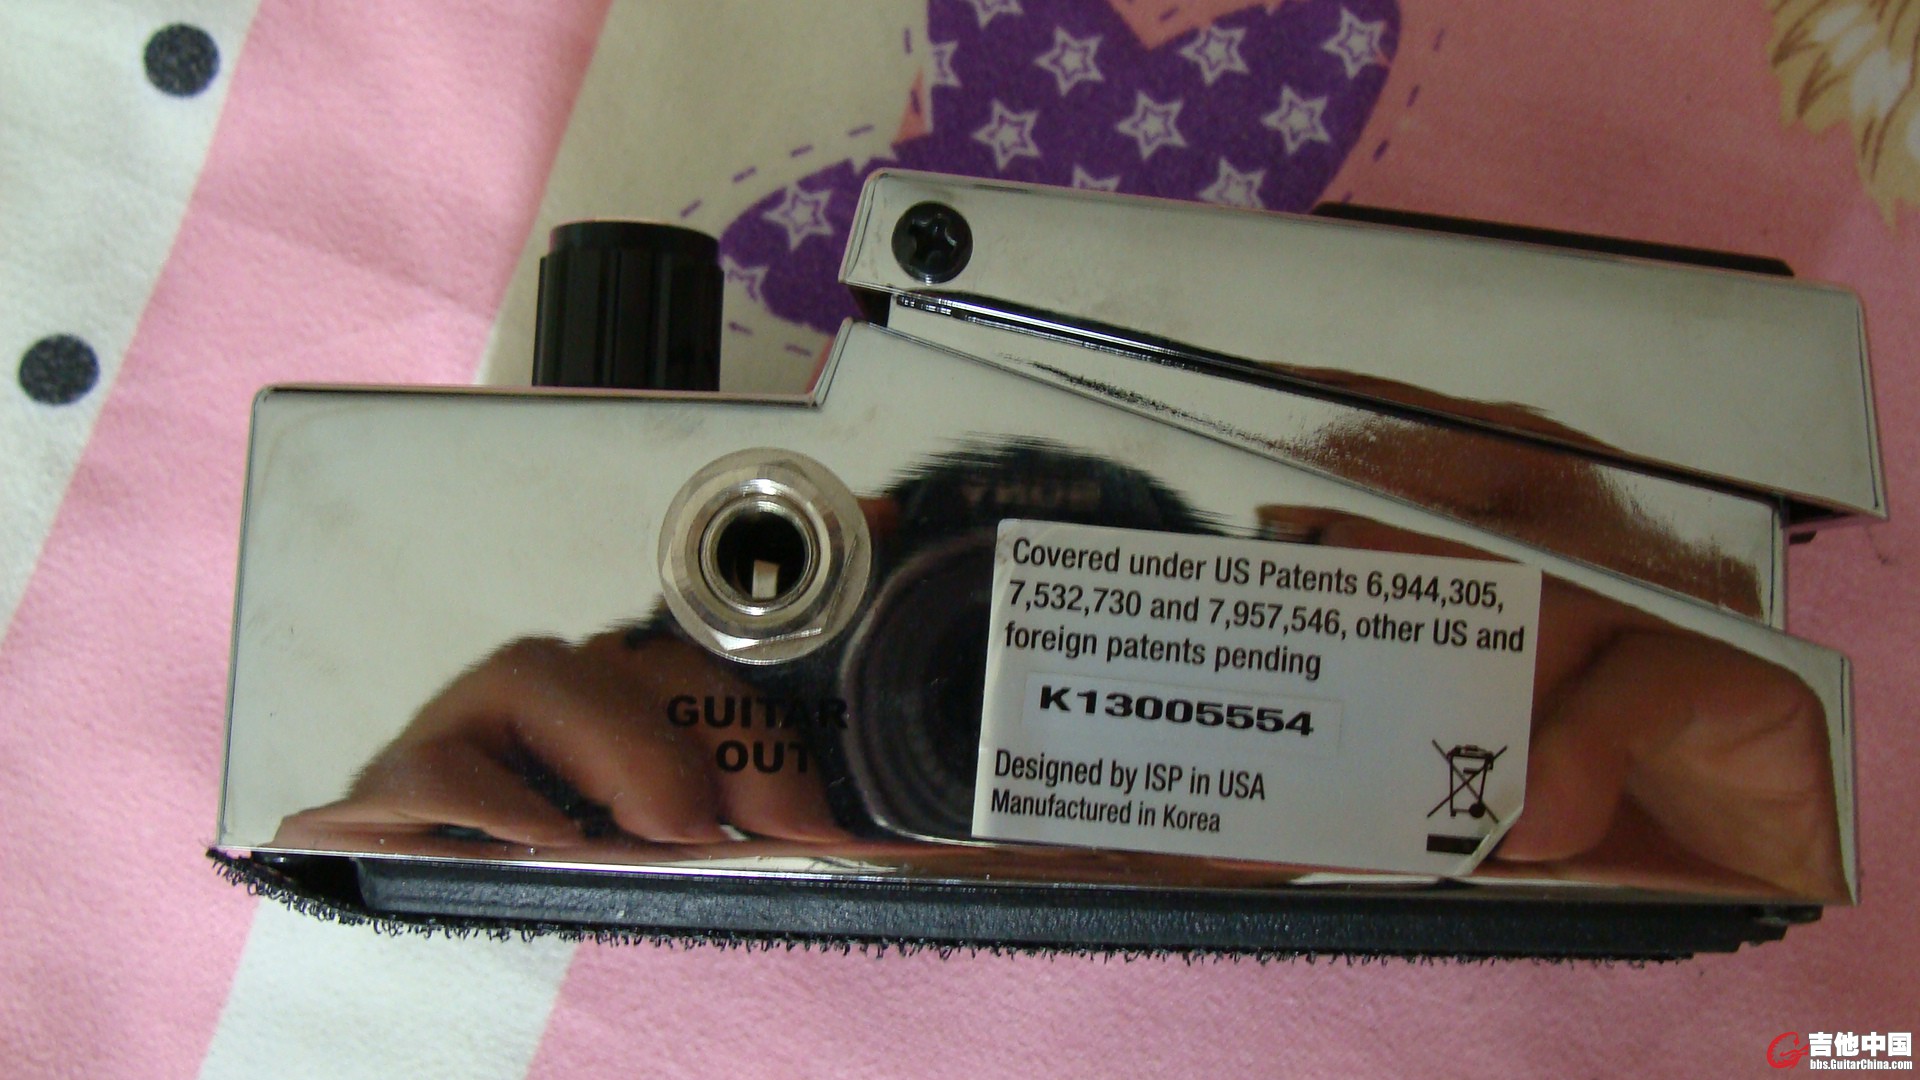 SONY
Covered under US Patents 6,944,305,
7,532,730 and 7,957,546, other US and
foreign patents pending
K13005554
GUITAR
OUT
Designed by ISP in USA
Manufactured in Korea
吉他中国
bbs.GuitarChina.com